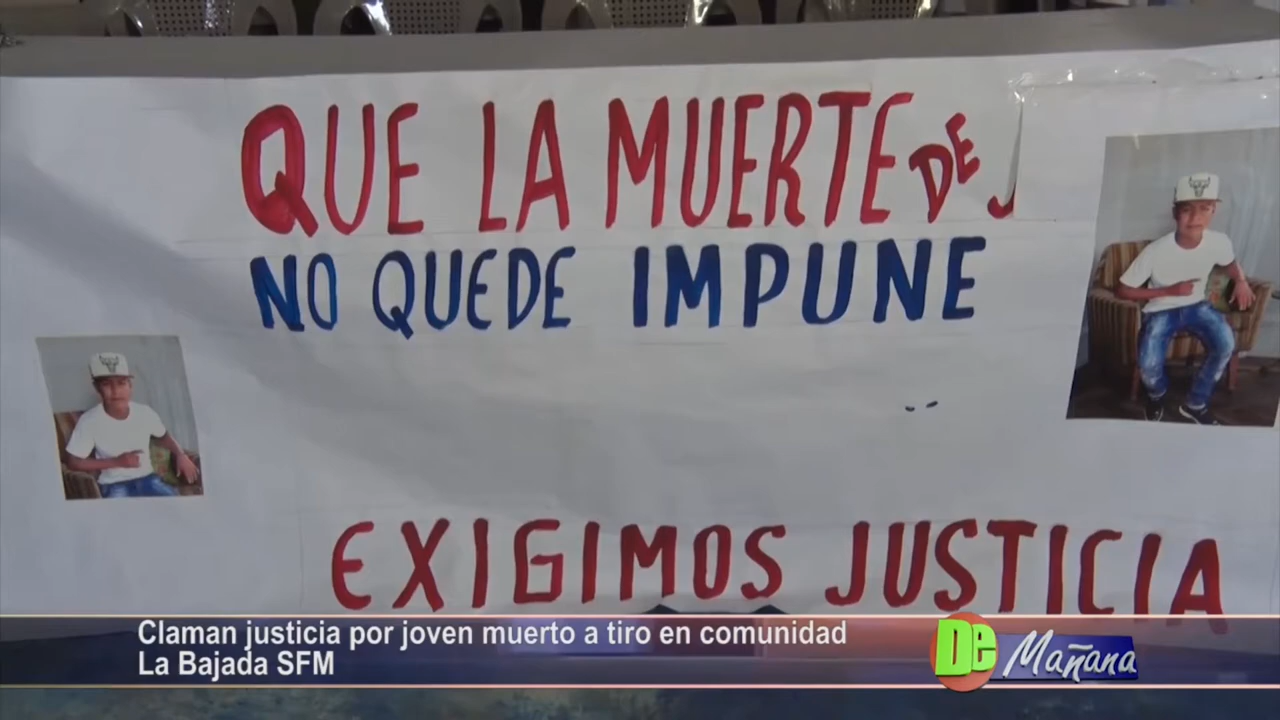 QUE LA MUERTE DE J
NO QUEDE IMPUNE
EXIGIMOS JUSTICIA
Claman justicia por joven muerto a tiro en comunidad
La Bajada SFM
De Mañana